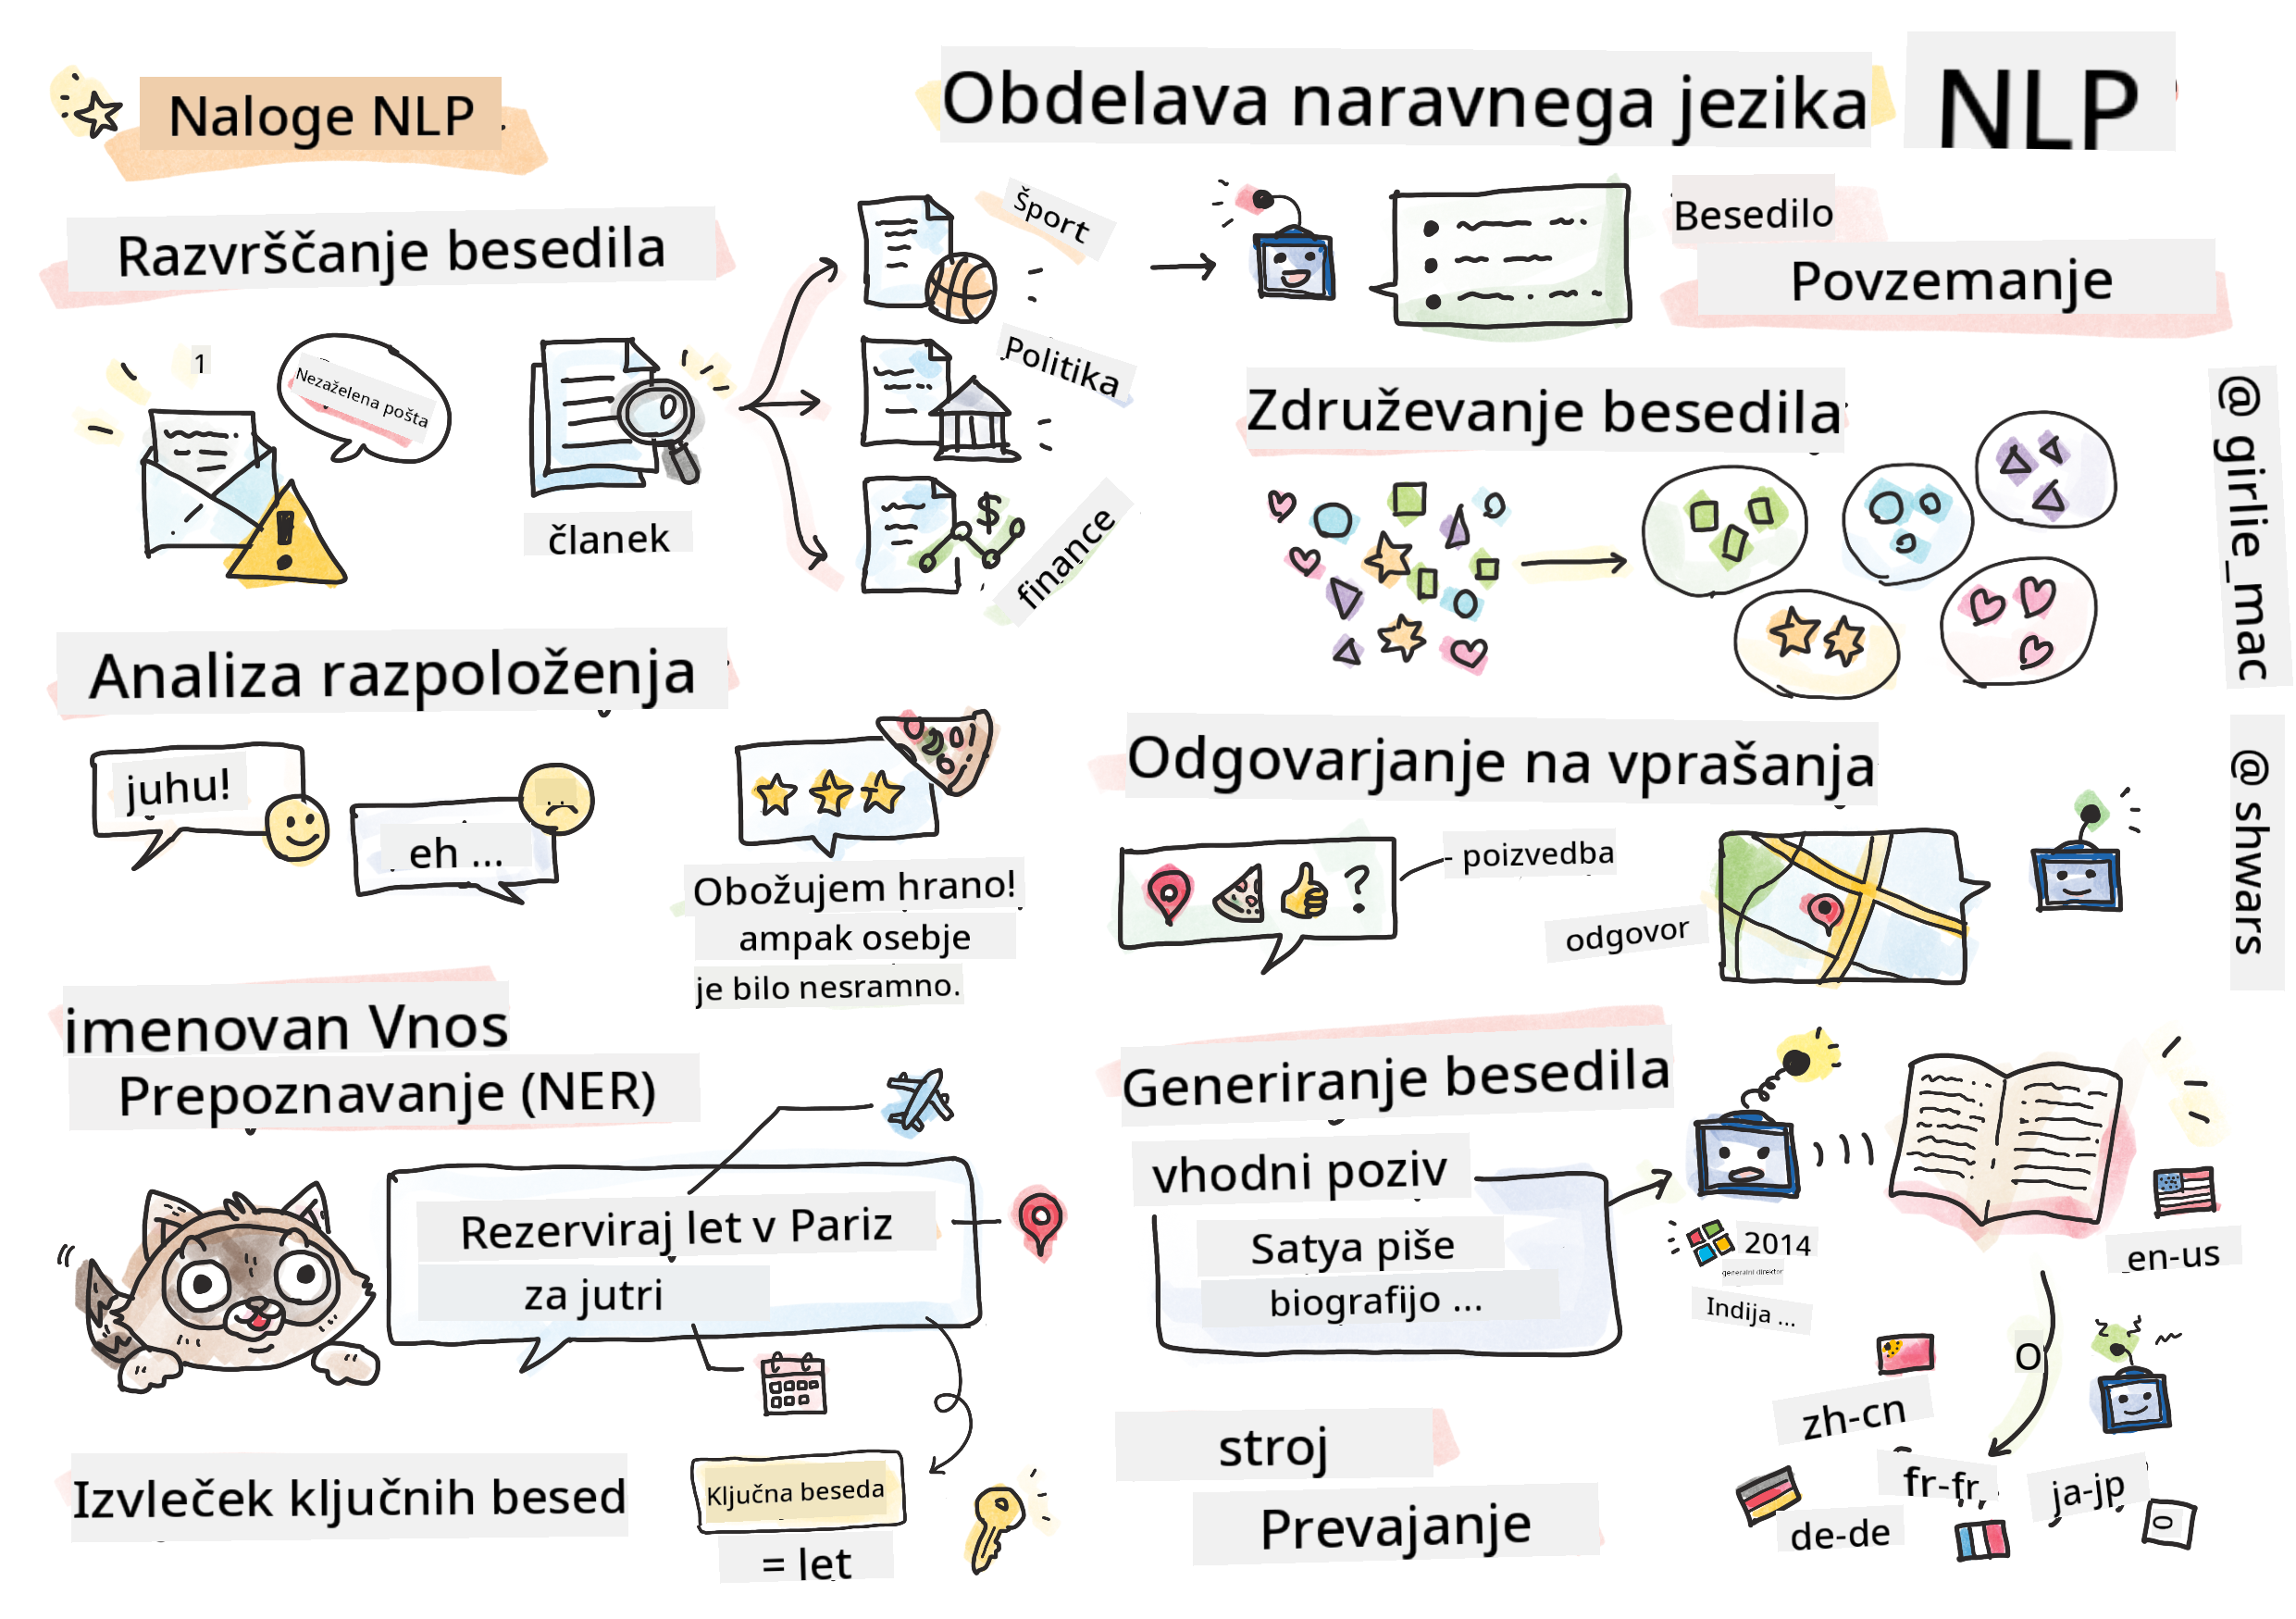 Naloge NLP
Obdelava naravnega jezika NLP
Razvrščanje besedila
1
Nezaželena pošta
članek
Šport
Politika
finance
Besedilo
Povzemanje
Združevanje besedila
@ girlie_mac
@ shwars
Analiza razpoloženja
juhu!
eh ...
Obožujem hrano!
ampak osebje
je bilo nesramno.
Odgovarjanje na vprašanja
?
- poizvedba
odgovor
imenovan Vnos
Prepoznavanje (NER)
Rezerviraj let v Pariz
za jutri
Izvleček ključnih besed
Ključna beseda
= let
Generiranje besedila
vhodni poziv
Satya piše
biografijo ...
2014
generalni direktor
Indija ...
en-us
stroj
Prevajanje
O
zh-cn
fr-fr
ja-jp
de-de
0